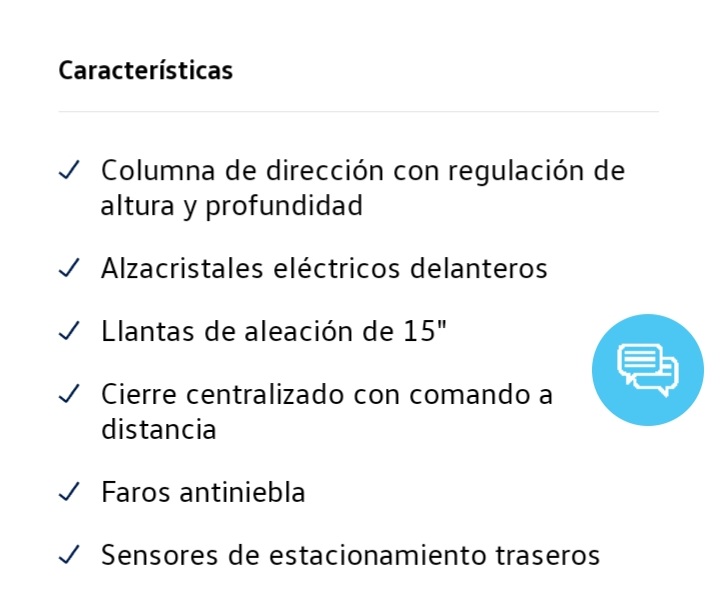 Características
Columna de dirección con regulación de
altura y profundidad
Alzacristales eléctricos delanteros
Llantas de aleación de 15"
Cierre centralizado con comando a
distancia
Faros antiniebla
Sensores de estacionamiento traseros